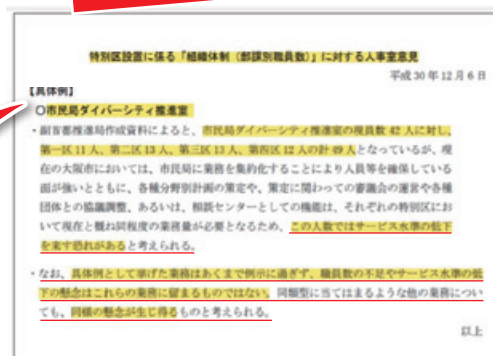 特別区設置に係る「組織体制(部課別職員数)」に対する人事室意見
平成30年12月6日
【具体例】
○市民局ダイバーシティ推進室
・副首都推進局作成資料によると、市民局ダイバーシティ推進室の現員数42人に対し、
第一区11人、第二区13人、第三区13人、第四区12人の計49人となっているが、現
在の大阪市においては、市民局に業務を集約化することにより人員等を確保している
面が強いとともに、各種分野別計画の策定や、策定に関わっての審議会の運営や各種
団体との協議調整、あるいは、相談センターとしての機能は、それぞれの特別区にお
いて現在と概ね同程度の業務量が必要となるため、この人数ではサービス水準の低下
を来す恐れがあると考えられる。
・なお、具体例として挙げた業務はあくまで例示に過ぎず、職員数の不足やサービス水準の低
下の懸念はこれらの業務に留まるものではない。同類型に当てはまるような他の業務につい
ても、同様の懸念が生じ得るものと考えられる。
以上